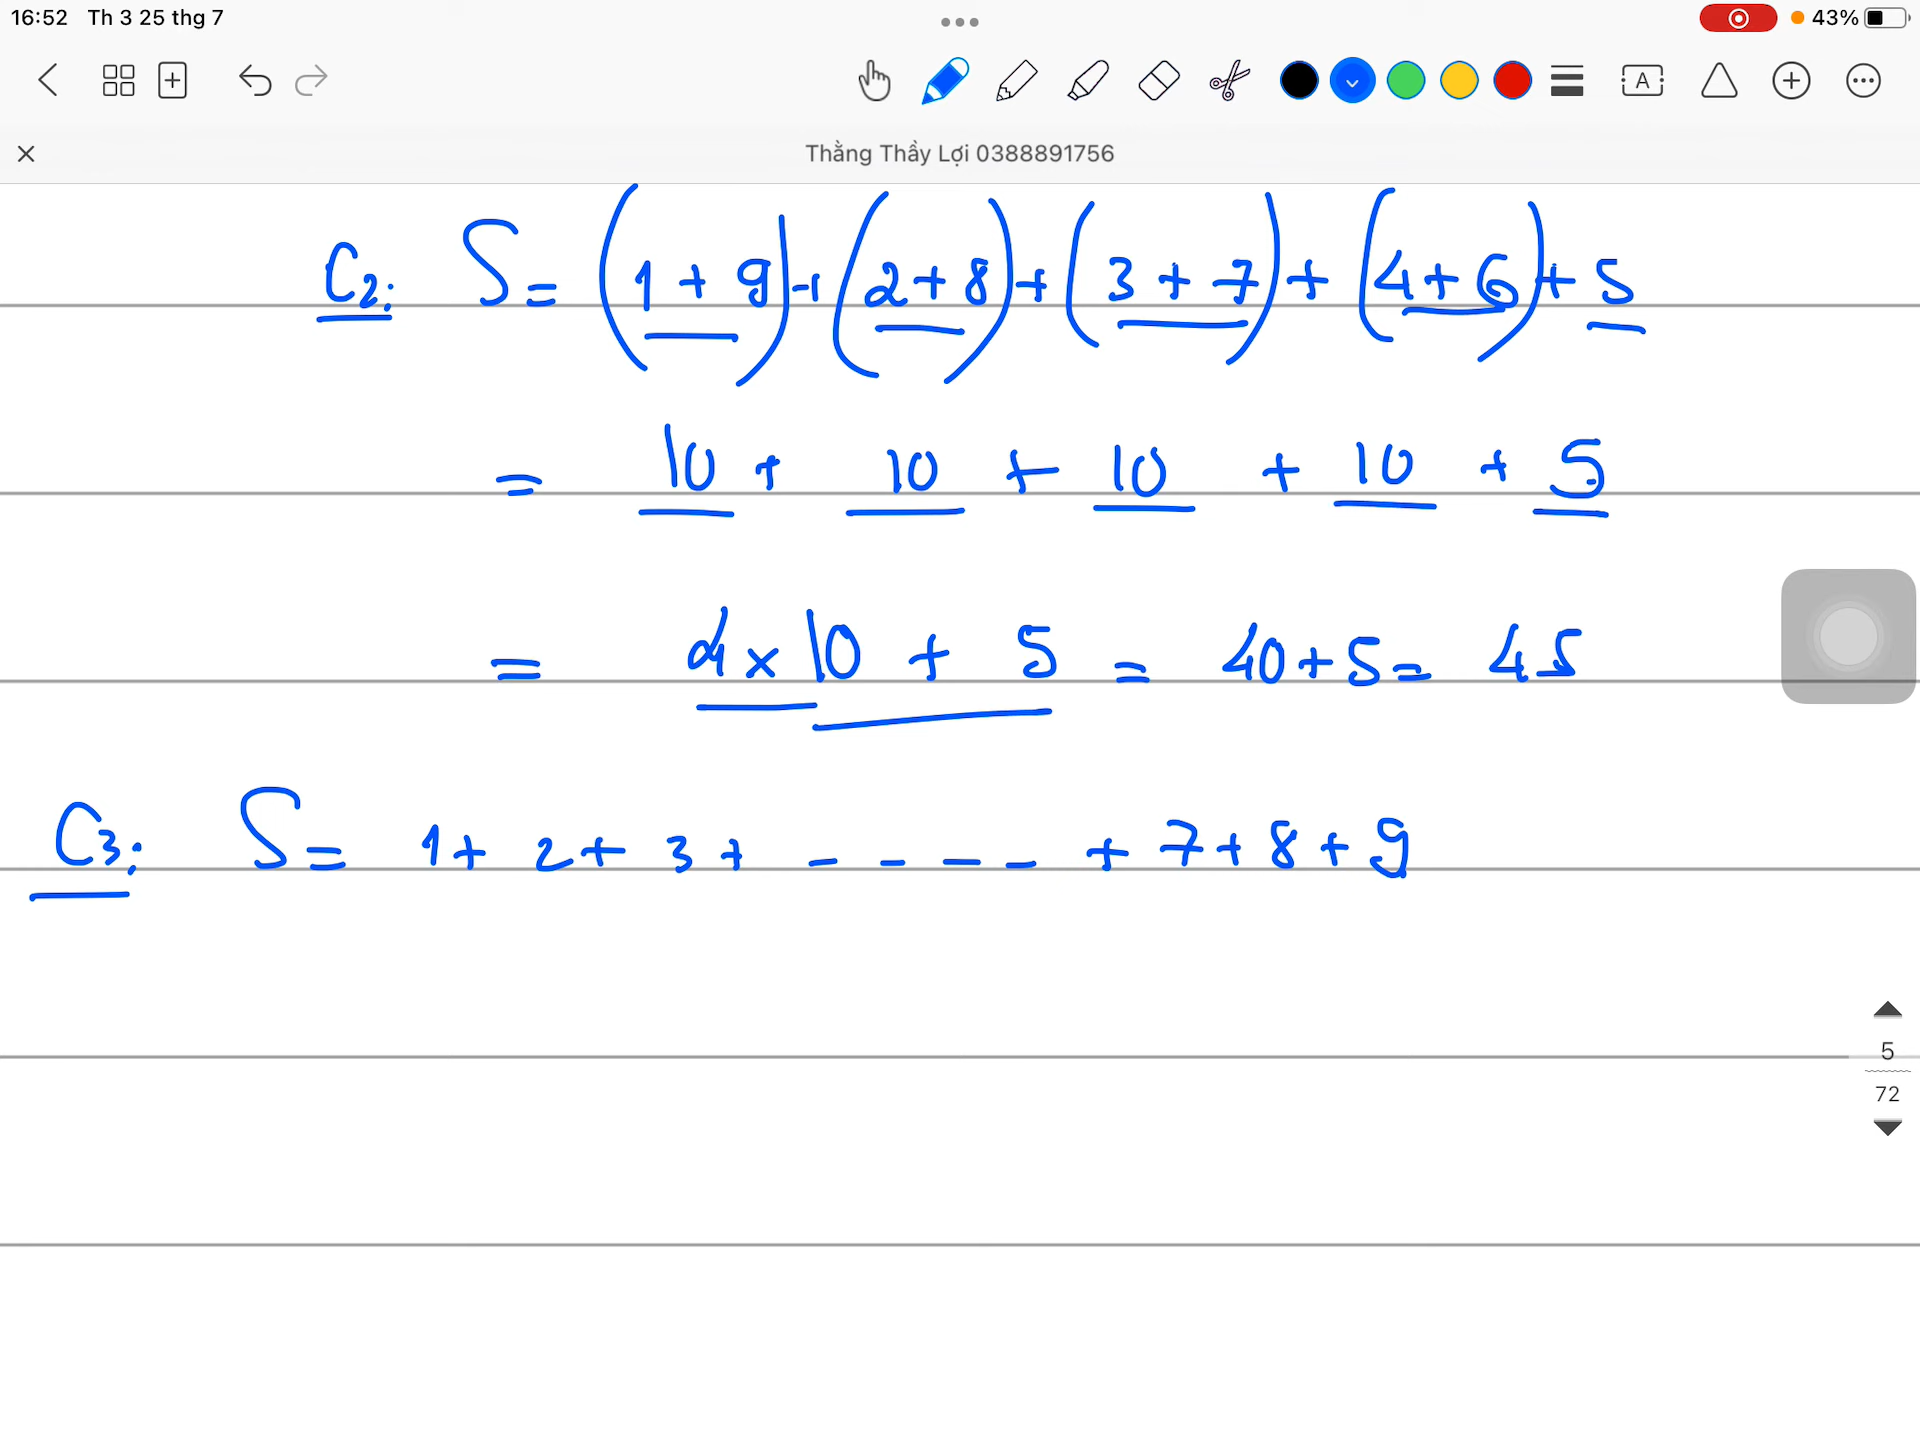 16:52 Th 3 25 thg 7 43%
A
Thằng Thầy Lợi 0388891756
C2: S = (1 + 9) + (2 + 8) + (3 + 7) + (4 + 6) + 5
= 10 + 10 + 10 + 10 + 5
= 4 x 10 + 5 = 40 + 5 = 45
C3: S = 1 + 2 + 3 + _ _ _ _ + 7 + 8 + 9
5
72